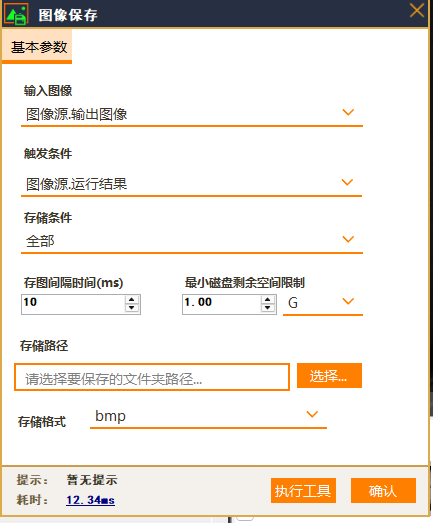 图像保存
基本参数
输入图像
图像源.输出图像
触发条件
图像源.运行结果
存储条件
全部
存图间隔时间(ms) 最小磁盘剩余空间限制
10 1.00 G
存储路径
请选择要保存的文件夹路径... 选择...
存储格式 bmp
提示: 暂无提示
耗时: 12.34ms 执行工具 确认